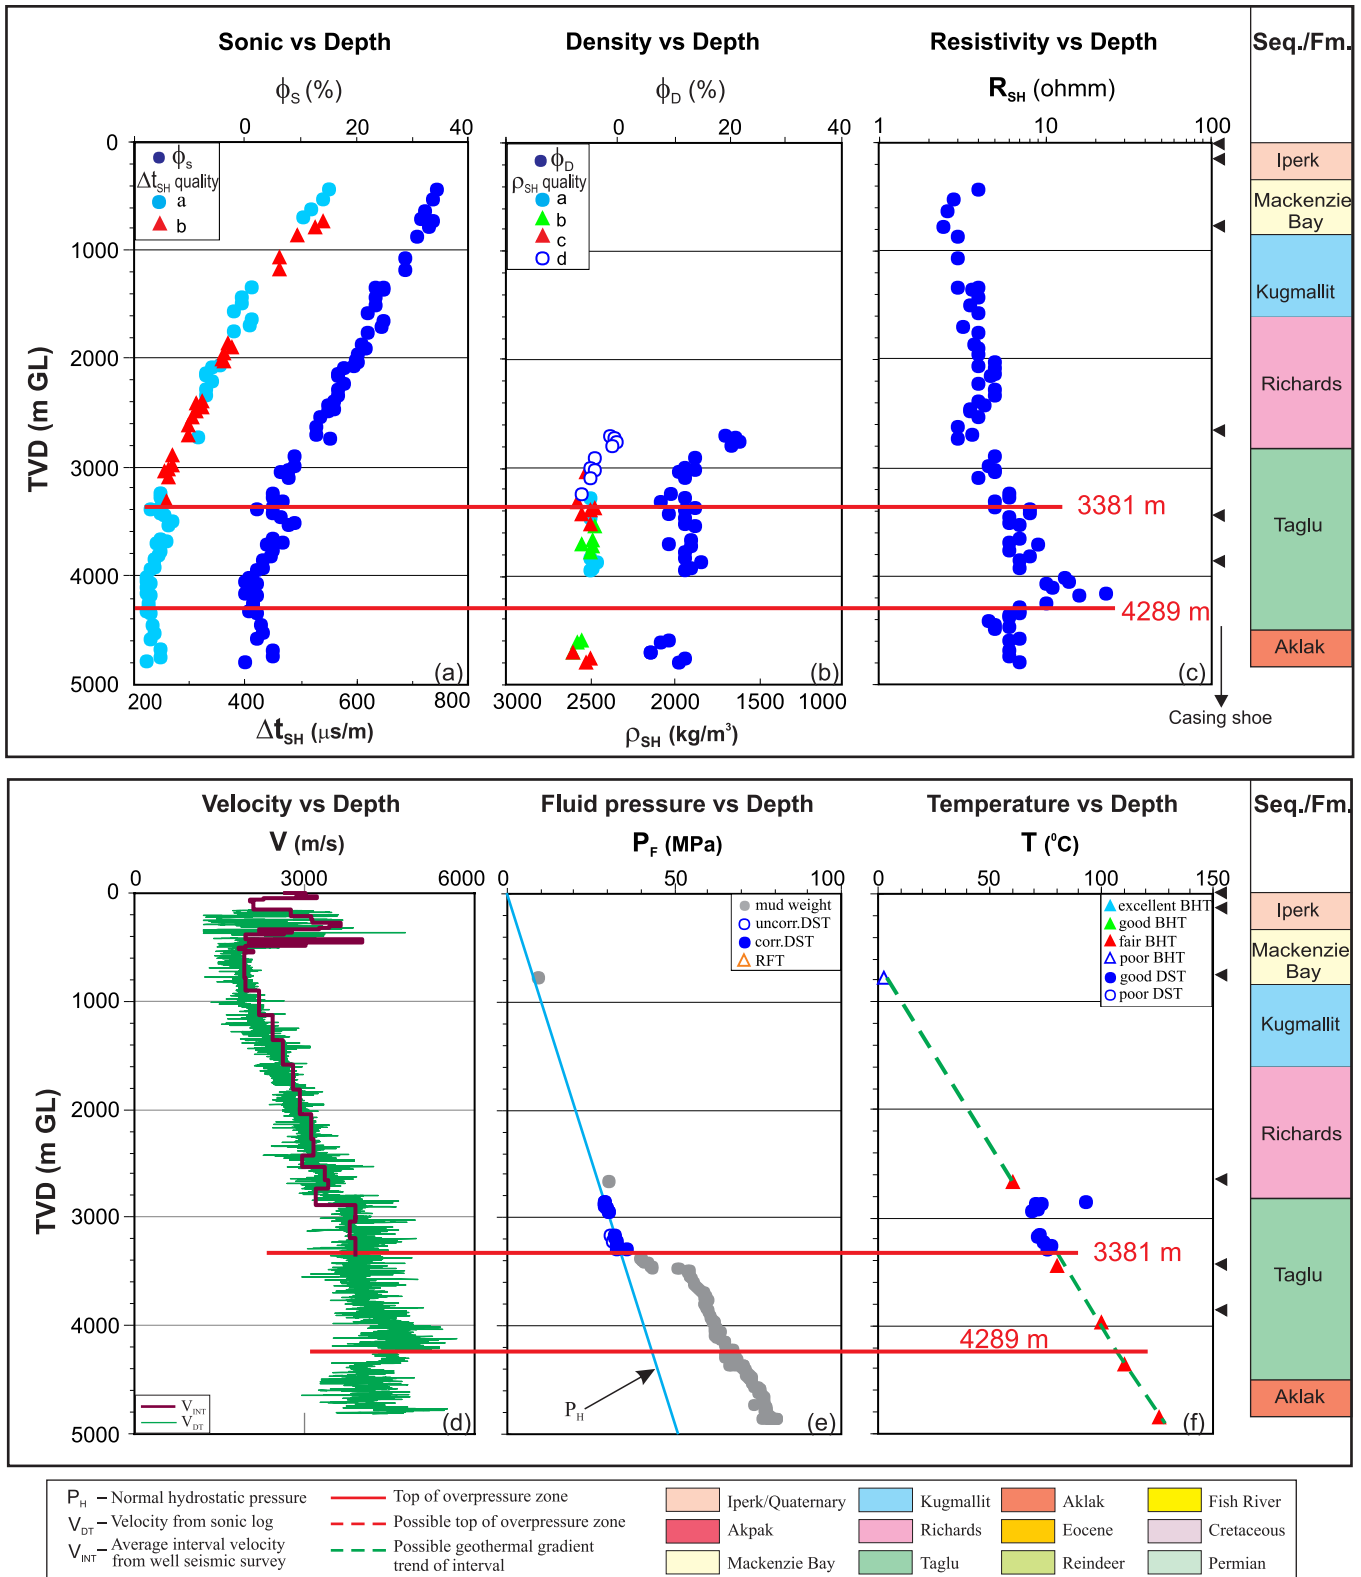 Sonic vs Depth
Density vs Depth
Resistivity vs Depth
Seq./Fm.
ϕS (%)
ϕD (%)
RSH (ohmm)
0 20 40
0 20 40
1 10 100
TVD (m GL)
0
1000
2000
3000
4000
5000
ϕs
ΔtSH quality
a
b
ϕD
ρSH quality
a
b
c
d
3381 m
4289 m
(a)
(b)
(c)
200 400 600 800
3000 2500 2000 1500 1000
ΔtSH (μs/m)
ρSH (kg/m³)
Casing shoe
Iperk
Mackenzie
Bay
Kugmallit
Richards
Taglu
Aklak
Velocity vs Depth
Fluid pressure vs Depth
Temperature vs Depth
Seq./Fm.
V (m/s)
PF (MPa)
T (⁰C)
0 3000 6000
0 50 100
0 50 100 150
TVD (m GL)
0
1000
2000
3000
4000
5000
mud weight
uncorr.DST
corr.DST
RFT
excellent BHT
good BHT
fair BHT
poor BHT
good DST
poor DST
3381 m
4289 m
PH
VINT
VDT
(d)
(e)
(f)
Iperk
Mackenzie
Bay
Kugmallit
Richards
Taglu
Aklak
PH – Normal hydrostatic pressure
VDT – Velocity from sonic log
VINT – Average interval velocity
from well seismic survey
Top of overpressure zone
Possible top of overpressure zone
Possible geothermal gradient
trend of interval
Iperk/Quaternary
Kugmallit
Aklak
Fish River
Akpak
Richards
Eocene
Cretaceous
Mackenzie Bay
Taglu
Reindeer
Permian